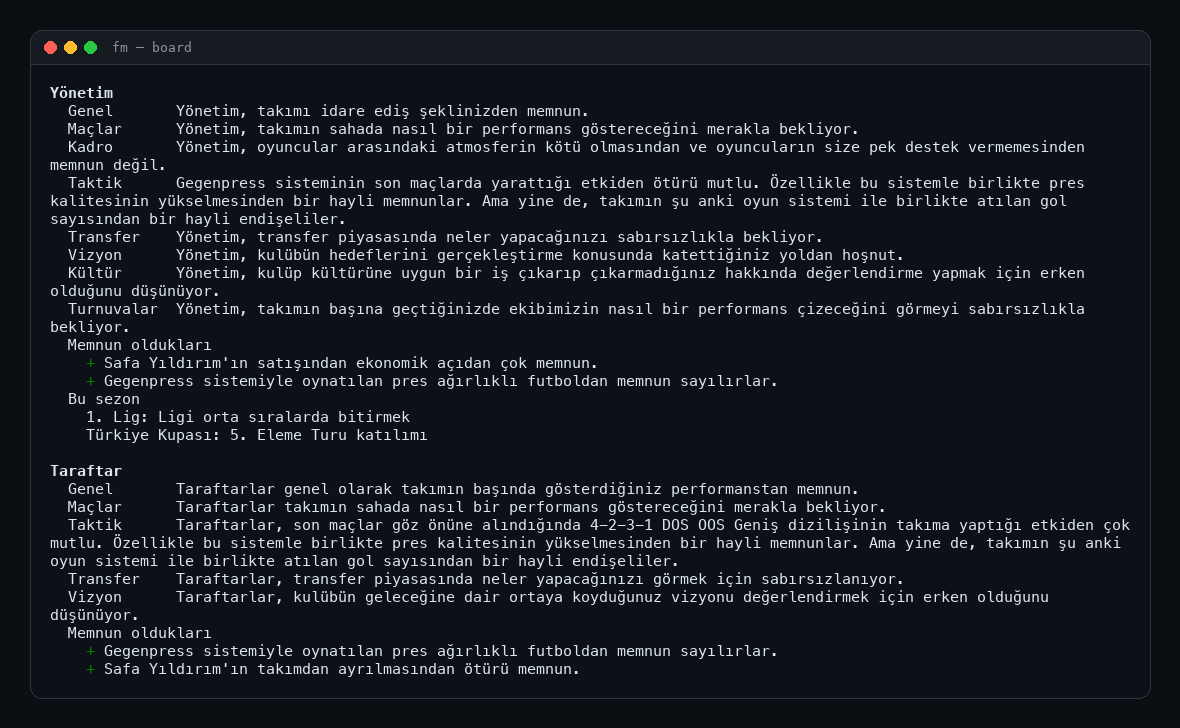 fm — board
Yönetim
Genel Yönetim, takımı idare ediş şeklinizden memnun.
Maçlar Yönetim, takımın sahada nasıl bir performans göstereceğini merakla bekliyor.
Kadro Yönetim, oyuncular arasındaki atmosferin kötü olmasından ve oyuncuların size pek destek vermemesinden
memnun değil.
Taktik Gegenpress sisteminin son maçlarda yarattığı etkiden ötürü mutlu. Özellikle bu sistemle birlikte pres
kalitesinin yükselmesinden bir hayli memnunlar. Ama yine de, takımın şu anki oyun sistemi ile birlikte atılan gol
sayısından bir hayli endişeliler.
Transfer Yönetim, transfer piyasasında neler yapacağınızı sabırsızlıkla bekliyor.
Vizyon Yönetim, kulübün hedeflerini gerçekleştirme konusunda katettiğiniz yoldan hoşnut.
Kültür Yönetim, kulüp kültürüne uygun bir iş çıkarıp çıkarmadığınız hakkında değerlendirme yapmak için erken
olduğunu düşünüyor.
Turnuvalar Yönetim, takımın başına geçtiğinizde ekibimizin nasıl bir performans çizeceğini görmeyi sabırsızlıkla
bekliyor.
Memnun oldukları
+ Safa Yıldırım'ın satışından ekonomik açıdan çok memnun.
+ Gegenpress sistemiyle oynatılan pres ağırlıklı futboldan memnun sayılırlar.
Bu sezon
1. Lig: Ligi orta sıralarda bitirmek
Türkiye Kupası: 5. Eleme Turu katılımı
Taraftar
Genel Taraftarlar genel olarak takımın başında gösterdiğiniz performanstan memnun.
Maçlar Taraftarlar takımın sahada nasıl bir performans göstereceğini merakla bekliyor.
Taktik Taraftarlar, son maçlar göz önüne alındığında 4-2-3-1 DOS OOS Geniş dizilişinin takıma yaptığı etkiden çok
mutlu. Özellikle bu sistemle birlikte pres kalitesinin yükselmesinden bir hayli memnunlar. Ama yine de, takımın şu anki
oyun sistemi ile birlikte atılan gol sayısından bir hayli endişeliler.
Transfer Taraftarlar, transfer piyasasında neler yapacağınızı görmek için sabırsızlanıyor.
Vizyon Taraftarlar, kulübün geleceğine dair ortaya koyduğunuz vizyonu değerlendirmek için erken olduğunu
düşünüyor.
Memnun oldukları
+ Gegenpress sistemiyle oynatılan pres ağırlıklı futboldan memnun sayılırlar.
+ Safa Yıldırım'ın takımdan ayrılmasından ötürü memnun.